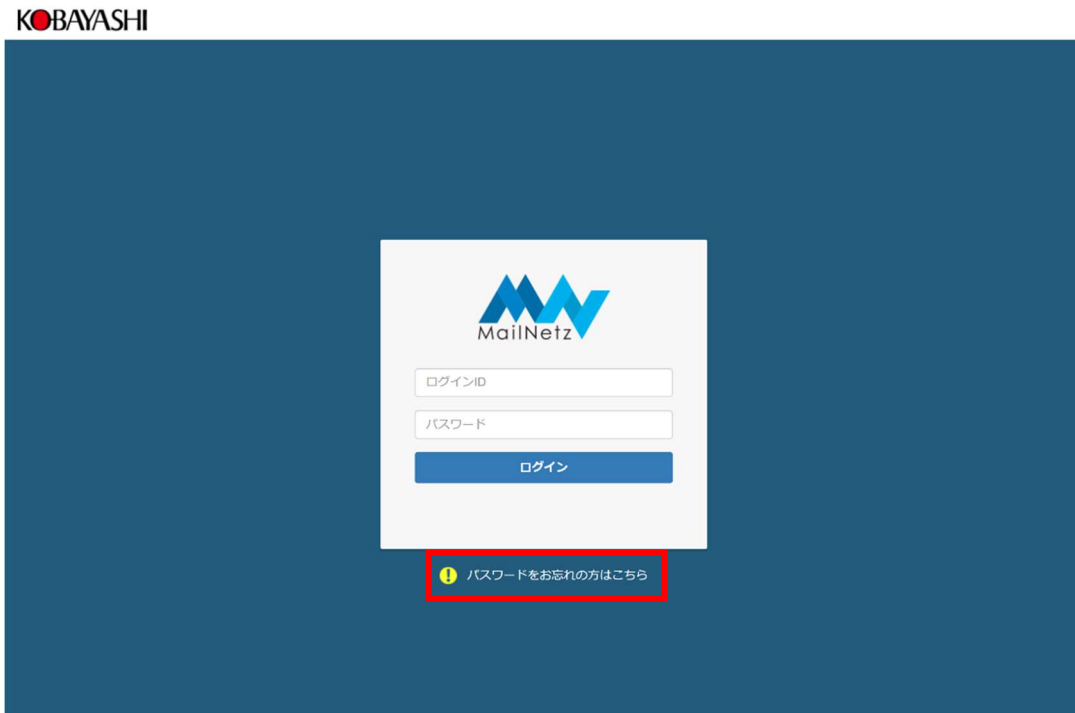 KOBAYASHI
MailNetz
ログインID
パスワード
ログイン
パスワードをお忘れの方はこちら